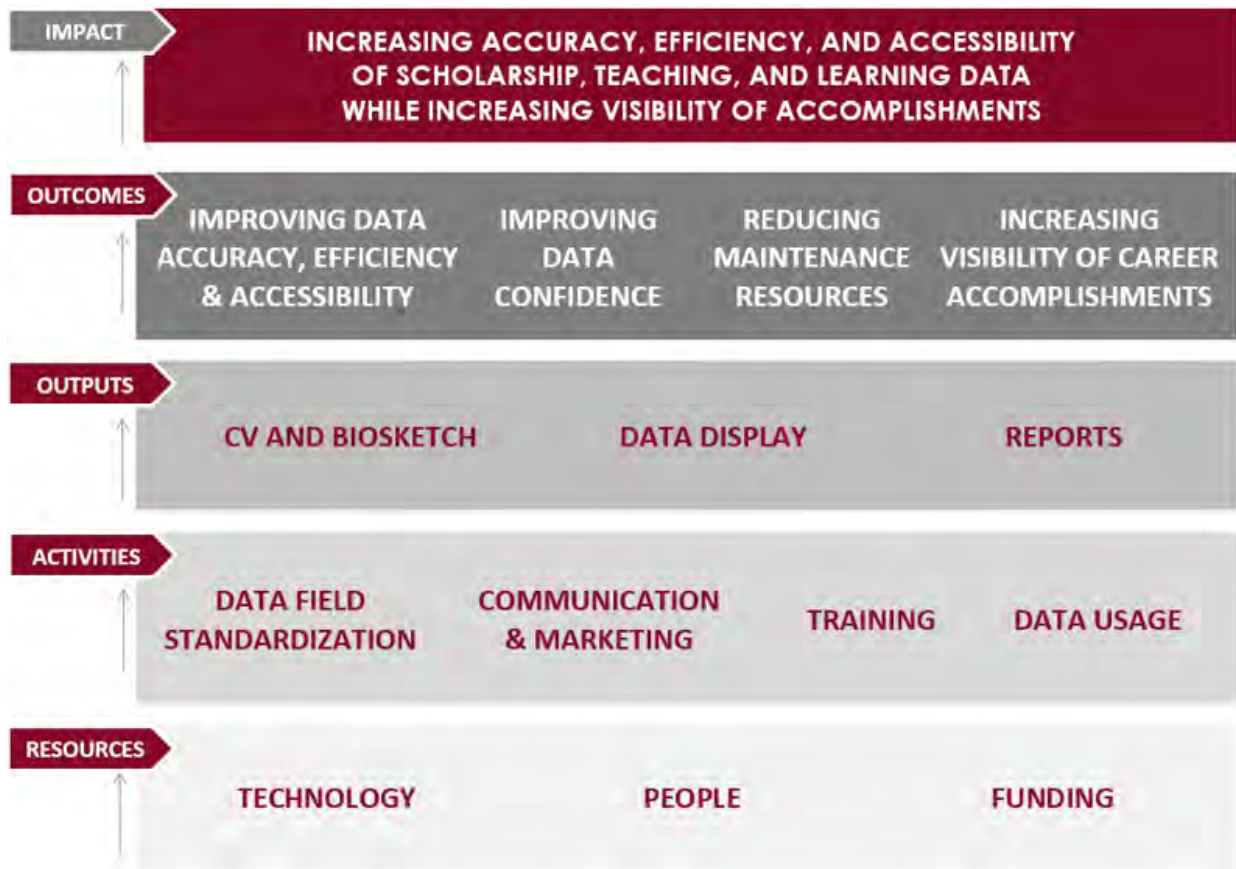 IMPACT
INCREASING ACCURACY, EFFICIENCY, AND ACCESSIBILITY
OF SCHOLARSHIP, TEACHING, AND LEARNING DATA
WHILE INCREASING VISIBILITY OF ACCOMPLISHMENTS
OUTCOMES
IMPROVING DATA
ACCURACY, EFFICIENCY
& ACCESSIBILITY
IMPROVING
DATA
CONFIDENCE
REDUCING
MAINTENANCE
RESOURCES
INCREASING
VISIBILITY OF CAREER
ACCOMPLISHMENTS
OUTPUTS
CV AND BIOSKETCH
DATA DISPLAY
REPORTS
ACTIVITIES
DATA FIELD
STANDARDIZATION
COMMUNICATION
& MARKETING
TRAINING
DATA USAGE
RESOURCES
TECHNOLOGY
PEOPLE
FUNDING